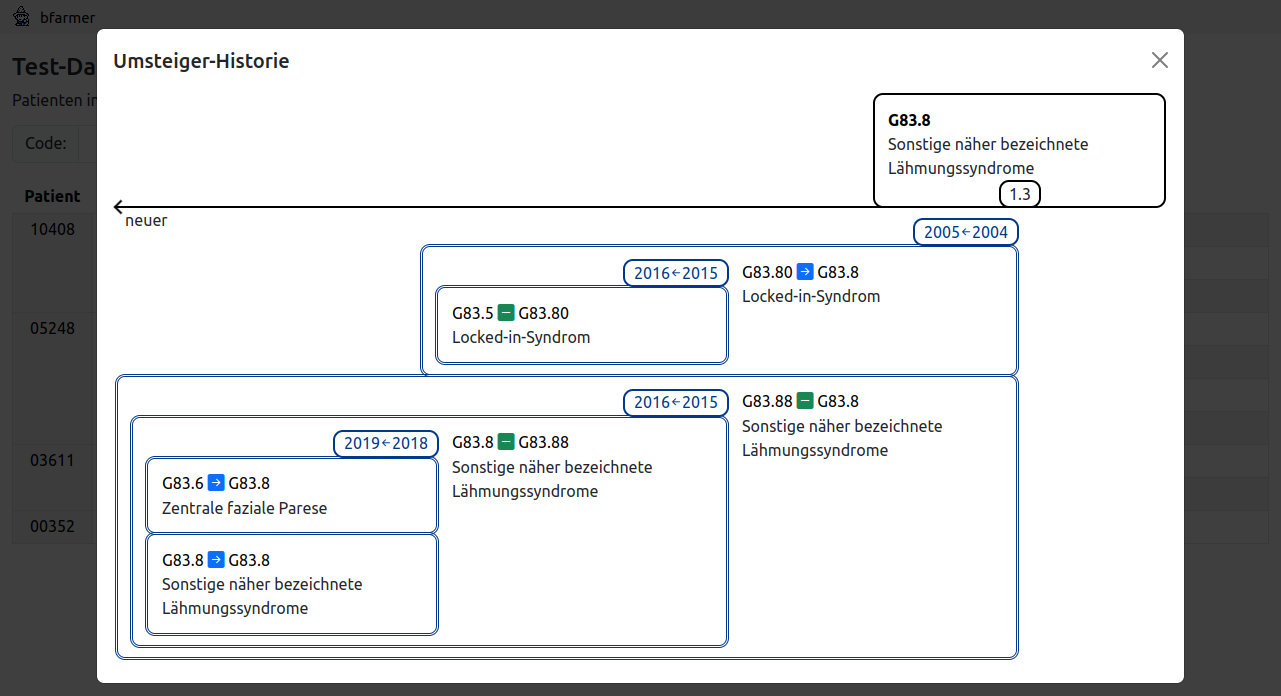 bfarmer
Test-Da
Patienten in
Code:
Patient
10408
05248
03611
00352
Umsteiger-Historie
G83.8
Sonstige näher bezeichnete
Lähmungssyndrome
1.3
neuer
2005←2004
2016←2015
G83.80 → G83.8
Locked-in-Syndrom
G83.5 − G83.80
Locked-in-Syndrom
2016←2015
G83.88 − G83.8
Sonstige näher bezeichnete
Lähmungssyndrome
2019←2018
G83.8 − G83.88
Sonstige näher bezeichnete
Lähmungssyndrome
G83.6 → G83.8
Zentrale faziale Parese
G83.8 → G83.8
Sonstige näher bezeichnete
Lähmungssyndrome